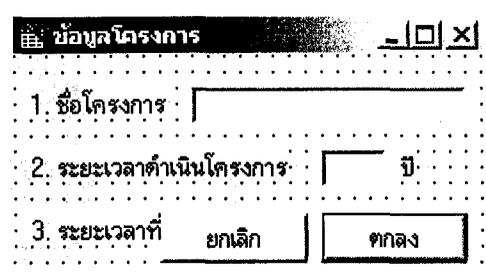 ข้อมูลโครงการ
1. ชื่อโครงการ
2. ระยะเวลาดำเนินโครงการ ปี
3. ระยะเวลาที่ ยกเลิก ตกลง